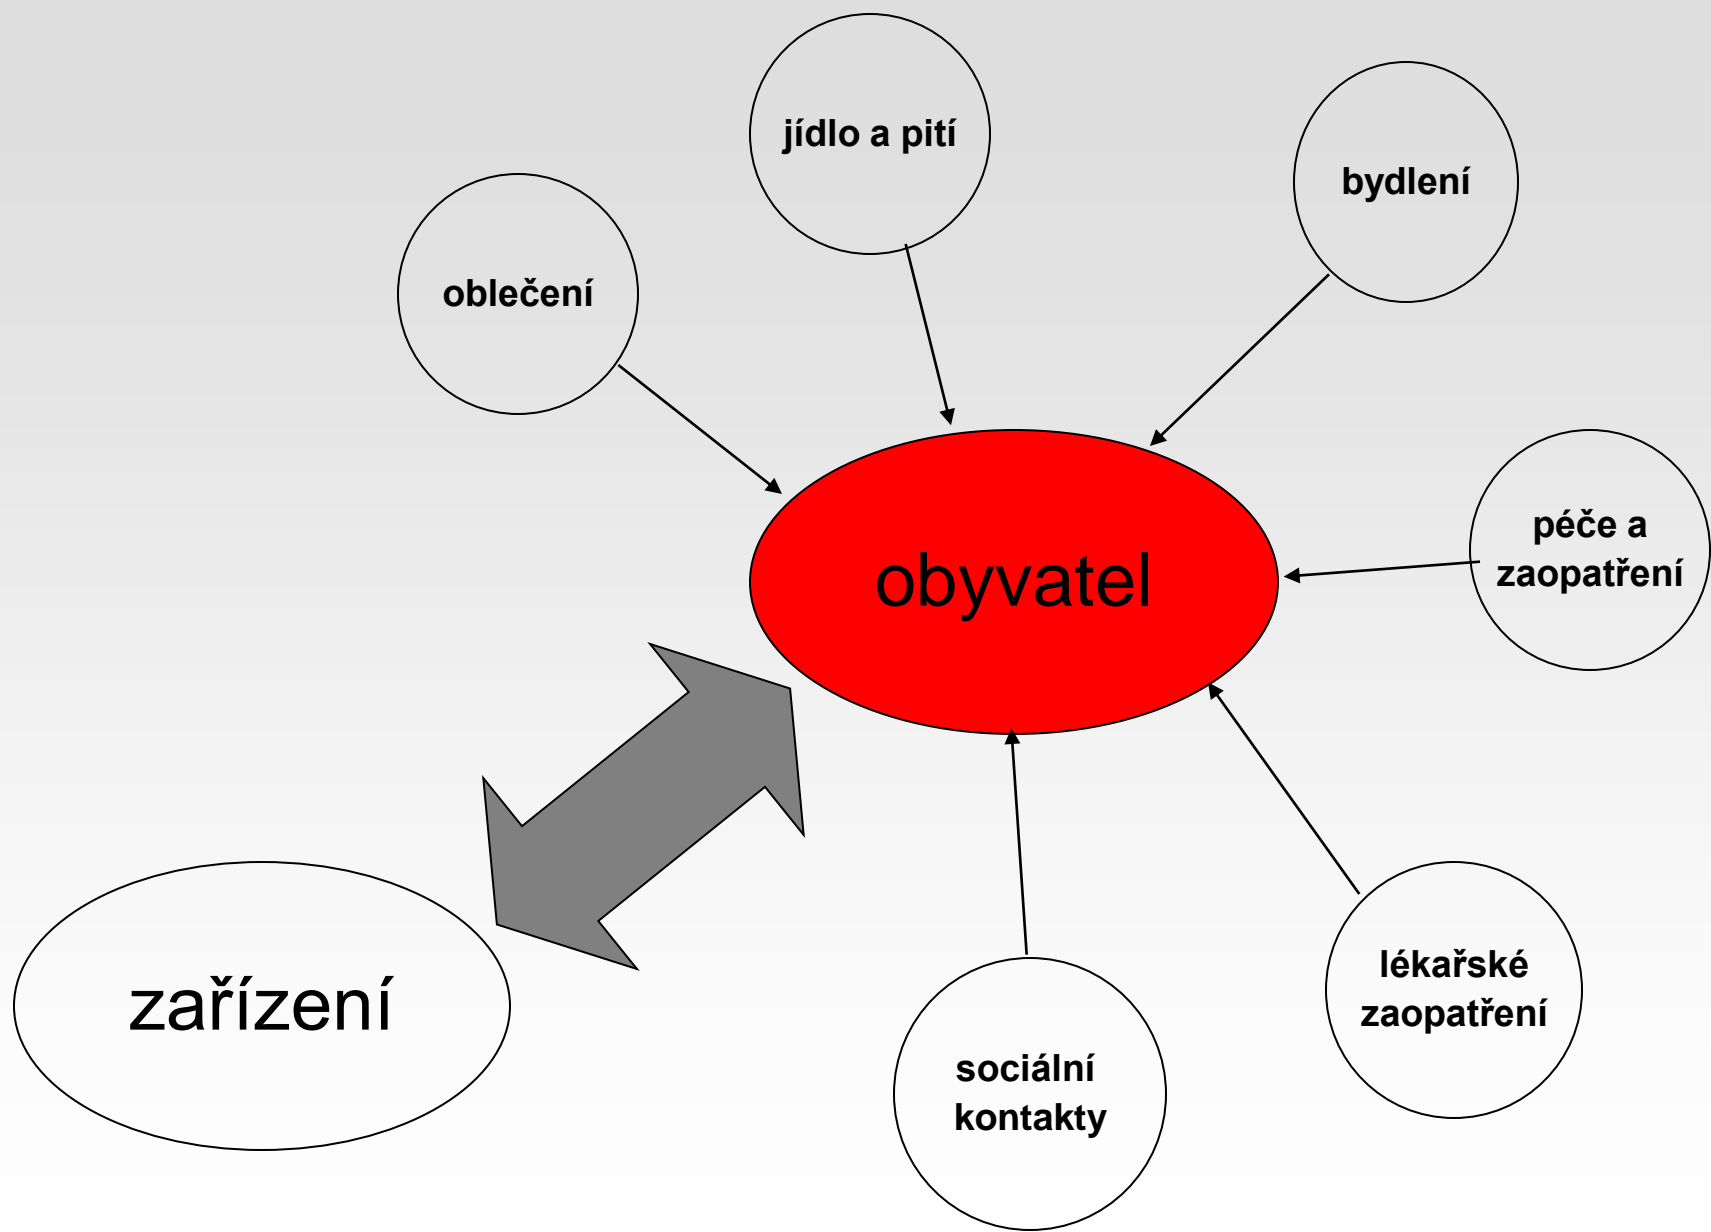 jídlo a pití
bydlení
oblečení
péče a
zaopatření
obyvatel
lékařské
zaopatření
zařízení
sociální
kontakty